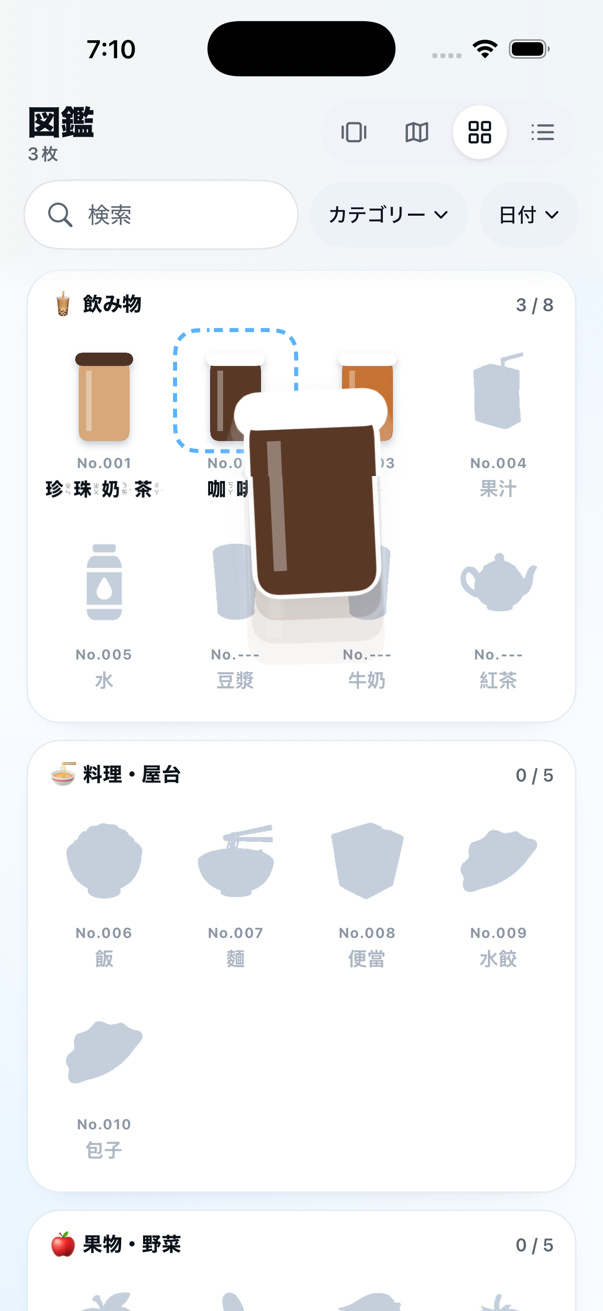 7:10
図鑑
3枚
検索
カテゴリー
日付
飲み物
3 / 8
No.001
No.004
珍珠奶茶
咖
果汁
No.005
No.---
No.---
No.---
水
豆漿
牛奶
紅茶
料理・屋台
0 / 5
No.006
No.007
No.008
No.009
飯
麵
便當
水餃
No.010
包子
果物・野菜
0 / 5